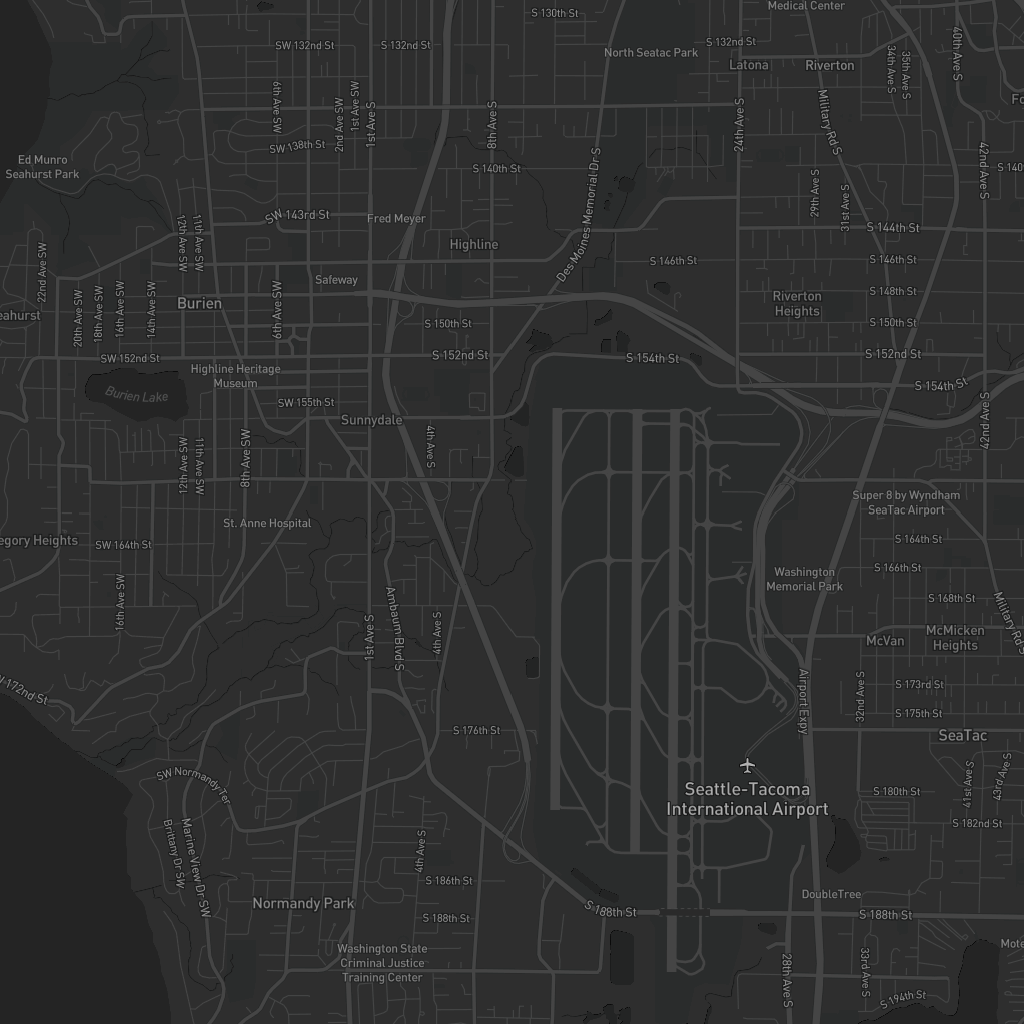 Medical Center
S 130th St
SW 132nd St
S 132nd St
S 132nd St
North Seatac Park
Latona
Riverton
34th Ave S
35th Ave S
40th Ave S
6th Ave SW
2nd Ave SW
1st Ave SW
1st Ave S
8th Ave S
24th Ave S
Military Rd S
42nd Ave S
SW 138th St
Ed Munro
Seahurst Park
S 140th St
S 140
Des Moines Memorial Dr S
29th Ave S
31st Ave S
SW 143rd St
Fred Meyer
12th Ave SW
11th Ave SW
S 144th St
Highline
22nd Ave SW
S 146th St
S 146th St
Safeway
20th Ave SW
18th Ave SW
16th Ave SW
14th Ave SW
Burien
6th Ave SW
S 148th St
Riverton
Heights
eahurst
S 150th St
S 150th St
SW 152nd St
S 152nd St
S 154th St
S 152nd St
Highline Heritage
Museum
S 154th St
Burien Lake
SW 155th St
Sunnydale
42nd Ave S
4th Ave S
12th Ave SW
11th Ave SW
8th Ave SW
Super 8 by Wyndham
SeaTac Airport
St. Anne Hospital
egory Heights
SW 164th St
S 164th St
S 166th St
Washington
Memorial Park
16th Ave SW
Ambaum Blvd S
1st Ave S
4th Ave S
S 168th St
Military Rd S
McVan
McMicken
Heights
SW 172nd St
Airport Expy
32nd Ave S
S 173rd St
S 175th St
S 176th St
SeaTac
SW Normandy Ter
Seattle-Tacoma
International Airport
41st Ave S
43rd Ave S
S 180th St
S 182nd St
Brittany Dr SW
Marine View Dr SW
4th Ave S
S 186th St
DoubleTree
Normandy Park
S 188th St
S 188th St
S 188th St
Washington State
Criminal Justice
Training Center
28th Ave S
33rd Ave S
Mote
S 194th St